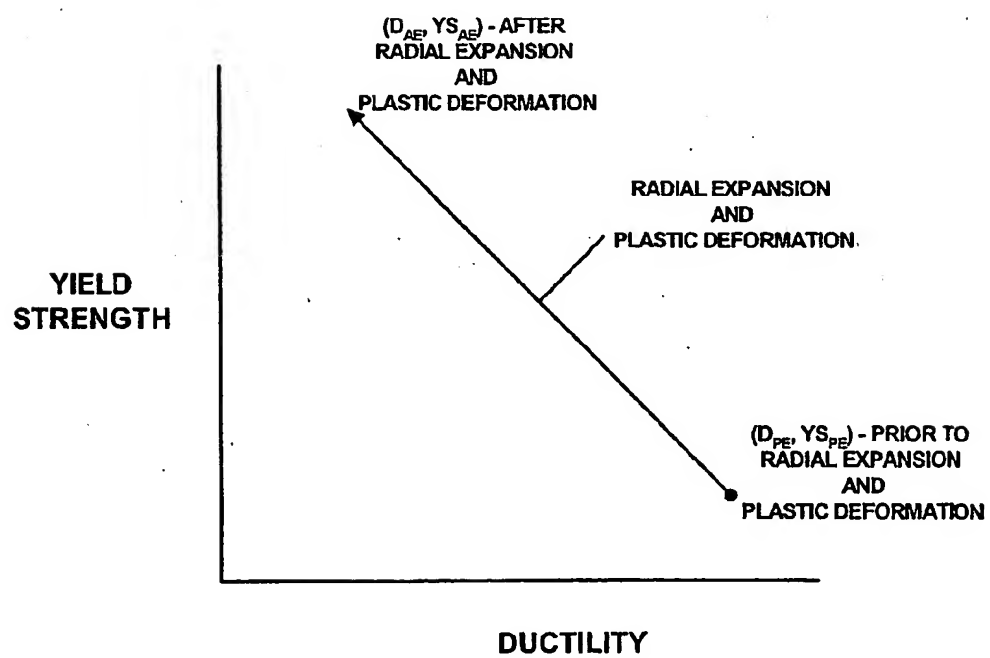 (D_AE, YS_AE) - AFTER
RADIAL EXPANSION
AND
PLASTIC DEFORMATION
RADIAL EXPANSION
AND
PLASTIC DEFORMATION
YIELD
STRENGTH
(D_PE, YS_PE) - PRIOR TO
RADIAL EXPANSION
AND
PLASTIC DEFORMATION
DUCTILITY